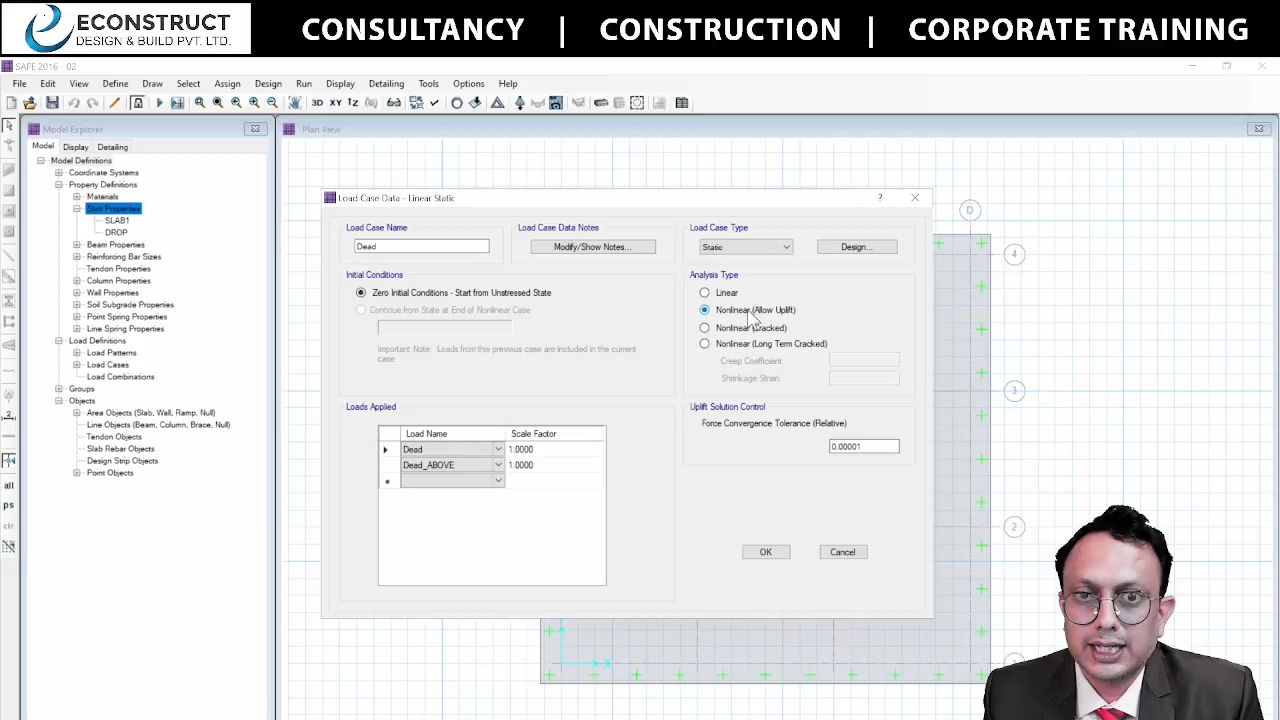 ECONSTRUCT
DESIGN & BUILD PVT. LTD.
CONSULTANCY | CONSTRUCTION | CORPORATE TRAINING
SAFE 2016 - 02
File Edit View Define Draw Select Assign Design Run Display Detailing Tools Options Help
3D XY
Model Explorer
Plan View
Model Display Detailing
Model Definitions
Coordinate Systems
Property Definitions
Materials
Slab Properties
SLAB1
DROP
Beam Properties
Reinforcing Bar Sizes
Tendon Properties
Column Properties
Wall Properties
Soil Subgrade Properties
Point Spring Properties
Line Spring Properties
Load Definitions
Load Patterns
Load Cases
Load Combinations
Groups
Objects
Area Objects (Slab, Wall, Ramp, Null)
Line Objects (Beam, Column, Brace, Null)
Tendon Objects
Slab Rebar Objects
Design Strip Objects
Point Objects
all
ps
clr
Load Case Data - Linear Static
?
Load Case Name
Dead
Load Case Data Notes
Modify/Show Notes...
Load Case Type
Static
Design...
Initial Conditions
Zero Initial Conditions - Start from Unstressed State
Continue from State at End of Nonlinear Case
Important Note: Loads from this previous case are included in the current
case
Analysis Type
Linear
Nonlinear (Allow Uplift)
Nonlinear (Cracked)
Nonlinear (Long Term Cracked)
Creep Coefficient
Shrinkage Strain
Loads Applied
Load Name Scale Factor
Dead 1.0000
Dead_ABOVE 1.0000
Uplift Solution Control
Force Convergence Tolerance (Relative)
0.00001
OK
Cancel
D
4
3
2
X